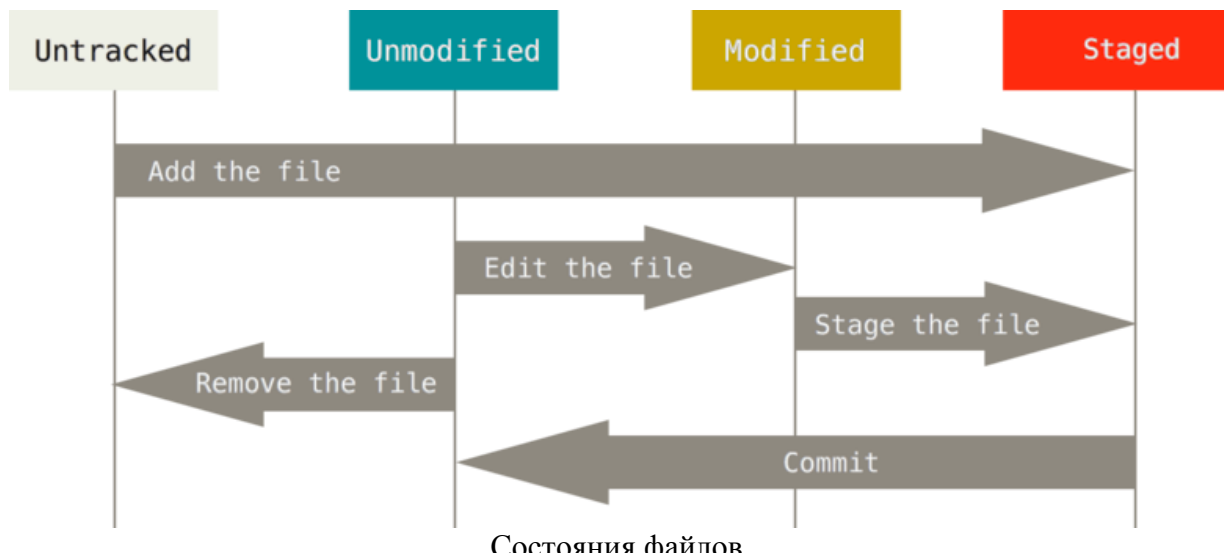 Untracked Unmodified Modified Staged
Add the file
Edit the file
Stage the file
Remove the file
Commit
Состояния файлов